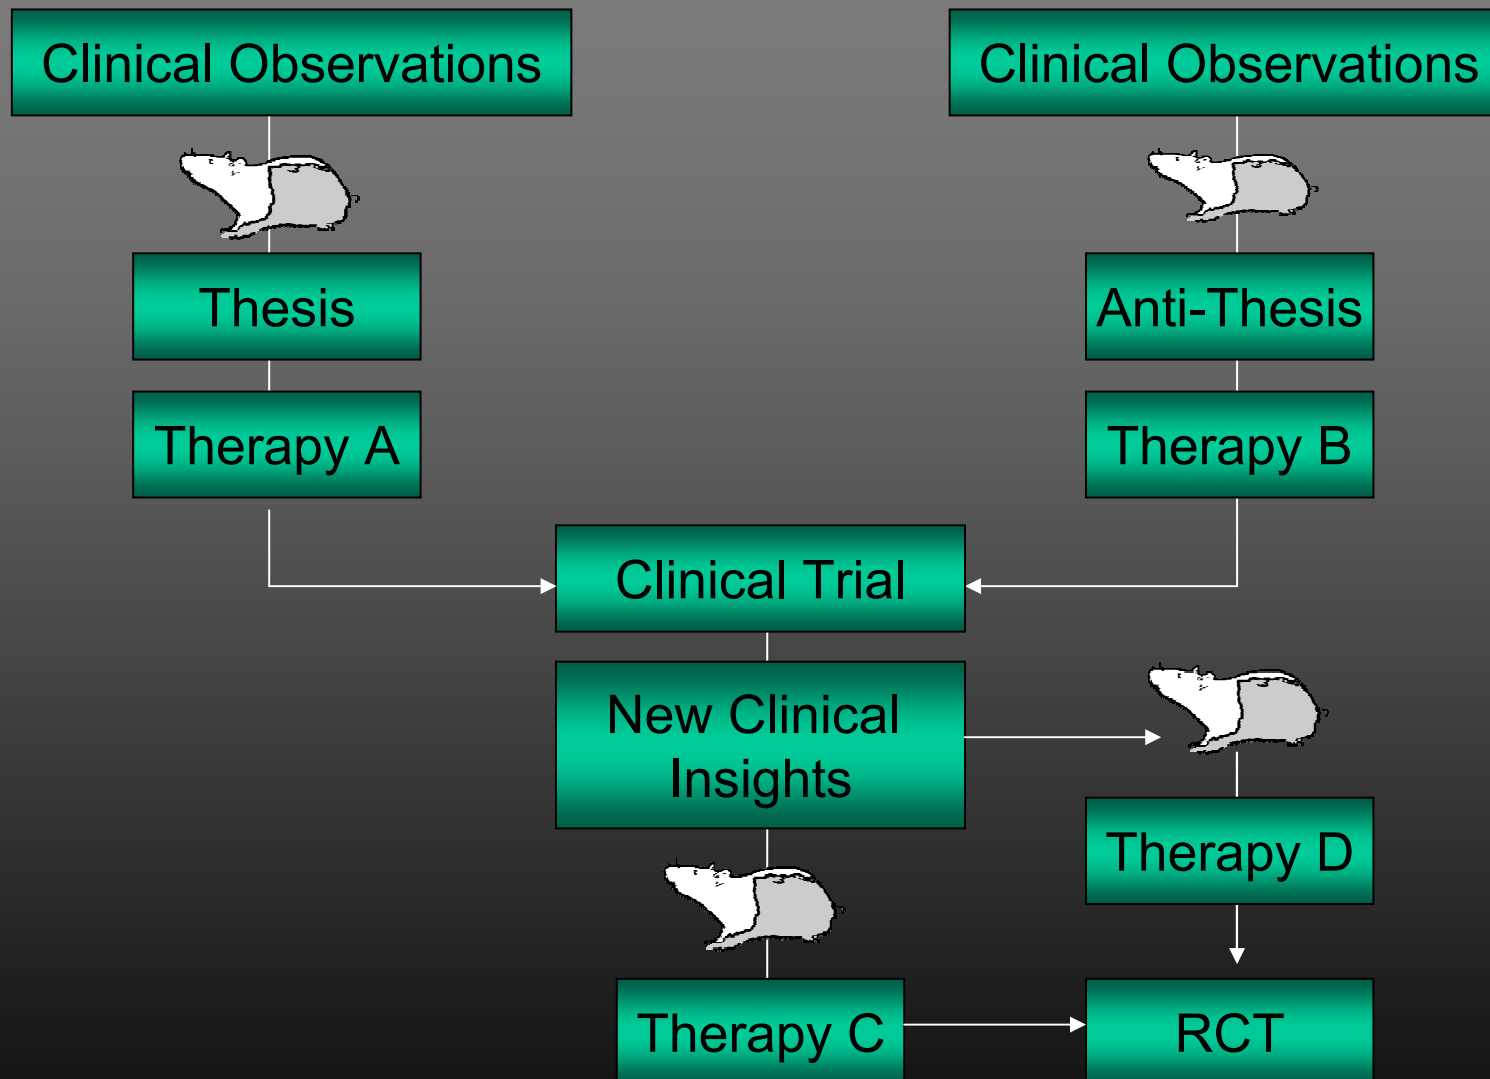 Clinical Observations
Clinical Observations
Thesis
Anti-Thesis
Therapy A
Therapy B
Clinical Trial
New Clinical
Insights
Therapy D
Therapy C
RCT